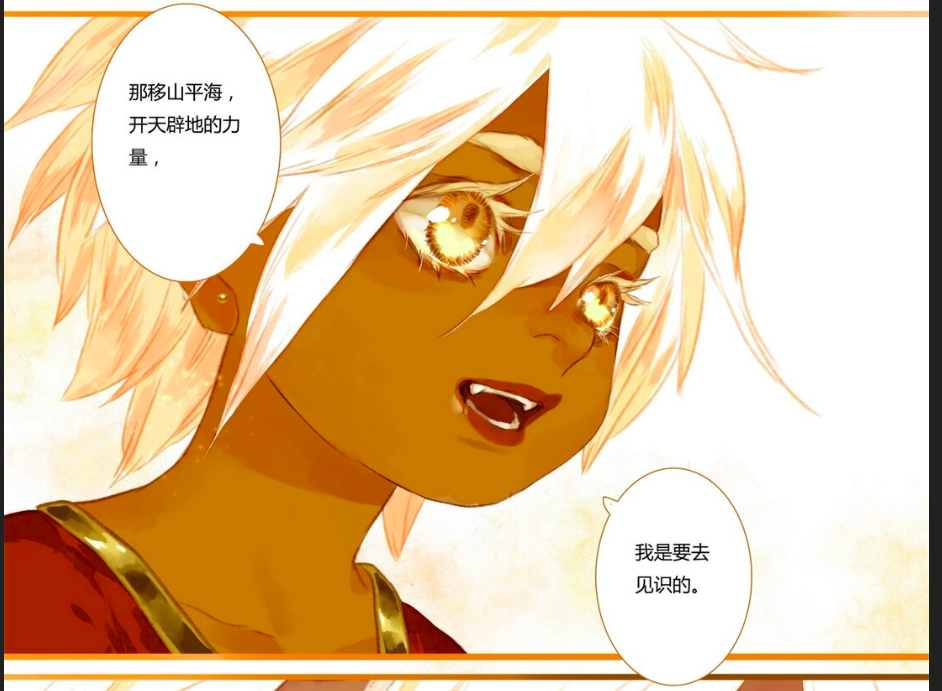 那移山平海，
开天辟地的力
量，
我是要去
见识的。